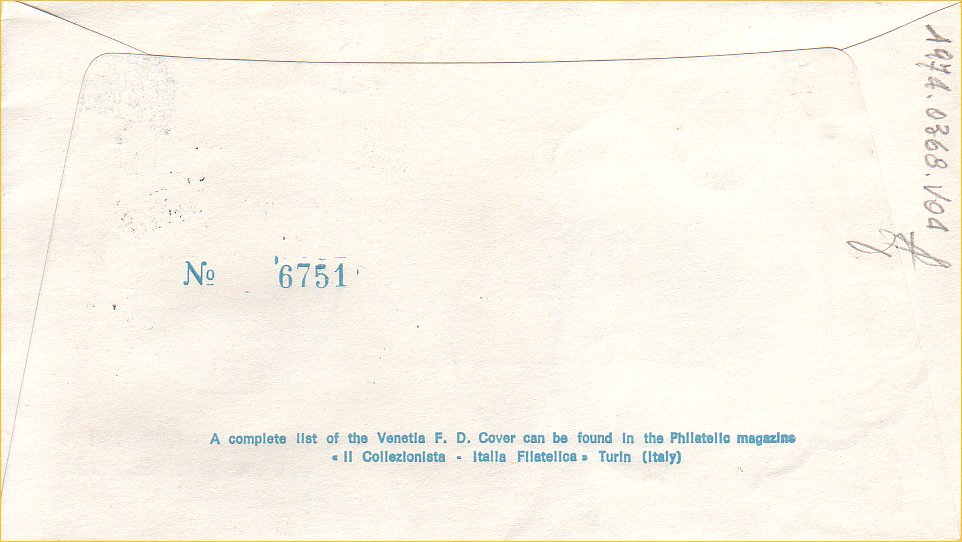 1974.0368.V01
Nº 6751
A complete list of the Venetia F. D. Cover can be found in the Philatelic magazine
« Il Collezionista - Italia Filatelica » Turin (Italy)